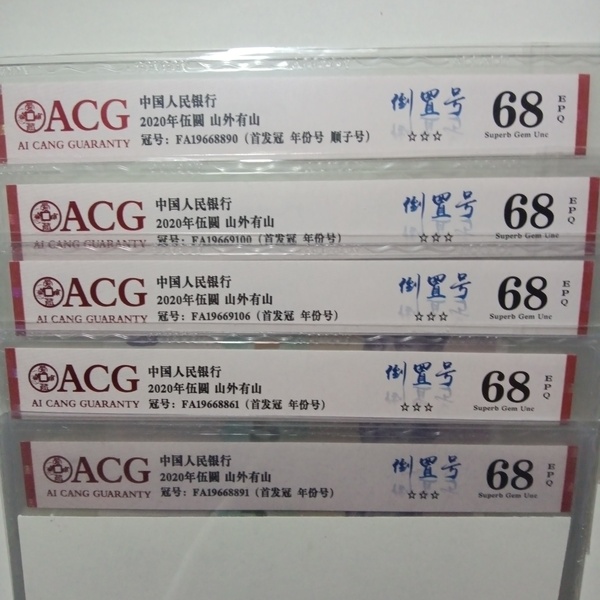 ACG
AI CANG GUARANTY
中国人民银行
2020年伍圆 山外有山
冠号: FA19668890 (首发冠 年份号 顺子号)
倒置号
☆☆☆
68
EPQ
Superb Gem Unc
ACG
AI CANG GUARANTY
中国人民银行
2020年伍圆 山外有山
冠号: FA19669100 (首发冠 年份号)
倒置号
☆☆☆
68
EPQ
Superb Gem Unc
ACG
AI CANG GUARANTY
中国人民银行
2020年伍圆 山外有山
冠号: FA19669106 (首发冠 年份号)
倒置号
☆☆☆
68
EPQ
Superb Gem Unc
ACG
AI CANG GUARANTY
中国人民银行
2020年伍圆 山外有山
冠号: FA19668861 (首发冠 年份号)
倒置号
☆☆☆
68
EPQ
Superb Gem Unc
ACG
AI CANG GUARANTY
中国人民银行
2020年伍圆 山外有山
冠号: FA19668891 (首发冠 年份号)
倒置号
☆☆☆
68
EPQ
Superb Gem Unc